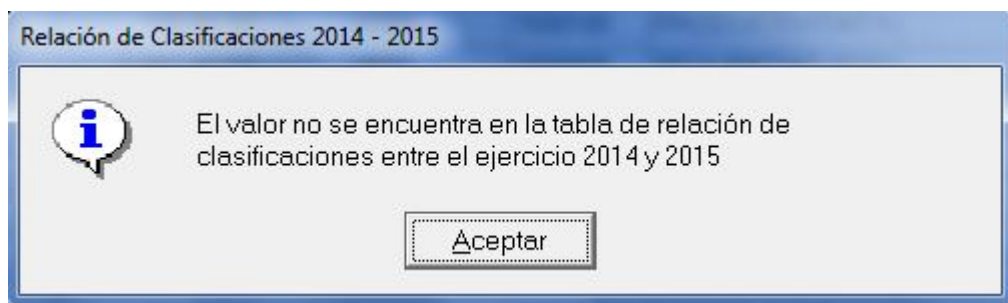 Relación de Clasificaciones 2014 - 2015
El valor no se encuentra en la tabla de relación de
clasificaciones entre el ejercicio 2014 y 2015
Aceptar